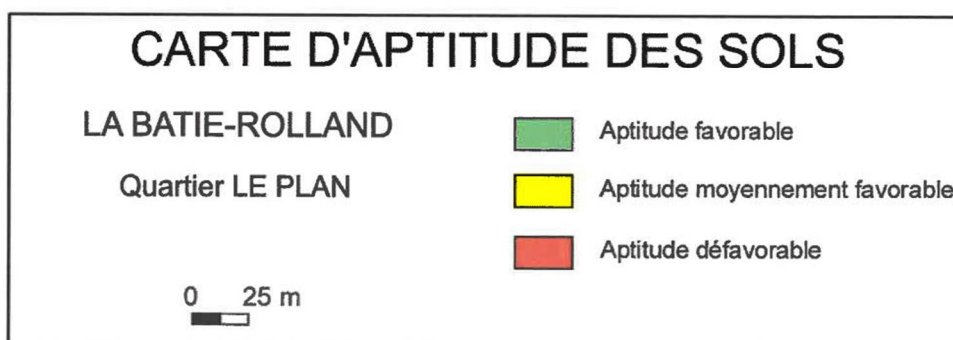 CARTE D'APTITUDE DES SOLS
LA BATIE-ROLLAND
Quartier LE PLAN
Aptitude favorable
Aptitude moyennement favorable
Aptitude défavorable
0 25 m